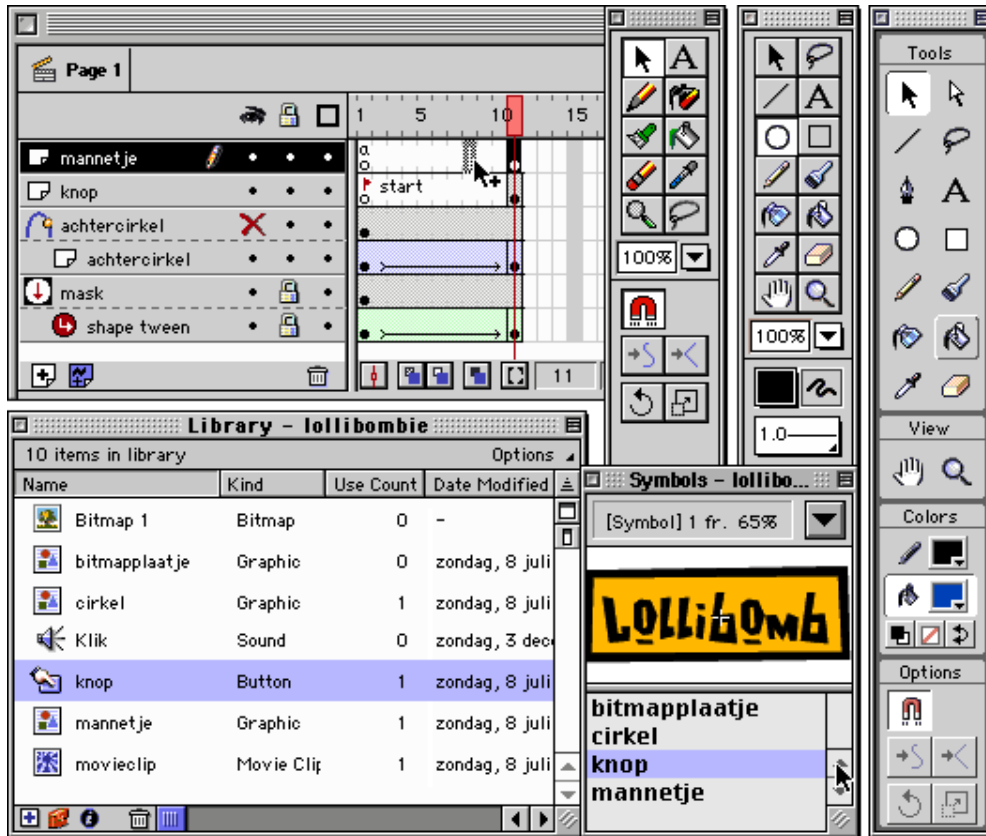 Page 1
1 5 10 15
mannetje
a
knop
start
achtercirkel
achtercirkel
mask
shape tween
11
A
100%
A
100%
1.0
Tools
A
View
Colors
Options
Library - lollibombie
10 items in library Options
Name Kind Use Count Date Modified
Bitmap 1 Bitmap 0 -
bitmapplaatje Graphic 0 zondag, 8 juli
cirkel Graphic 1 zondag, 8 juli
Klik Sound 0 zondag, 3 dece
knop Button 1 zondag, 8 juli
mannetje Graphic 1 zondag, 8 juli
movieclip Movie Clip 1 zondag, 8 juli
Symbols - lollibo...
[Symbol] 1 fr. 65%
LOLLibOMb
bitmapplaatje
cirkel
knop
mannetje